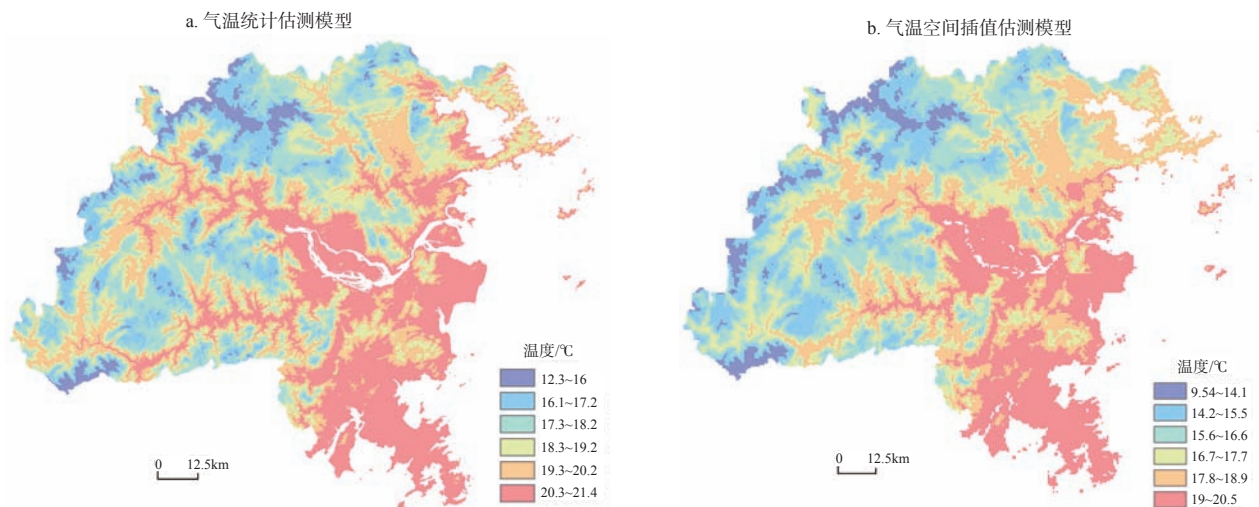 a. 气温统计估测模型
b. 气温空间插值估测模型
温度/℃
12.3~16
16.1~17.2
17.3~18.2
18.3~19.2
19.3~20.2
20.3~21.4
0 12.5km
温度/℃
9.54~14.1
14.2~15.5
15.6~16.6
16.7~17.7
17.8~18.9
19~20.5
0 12.5km